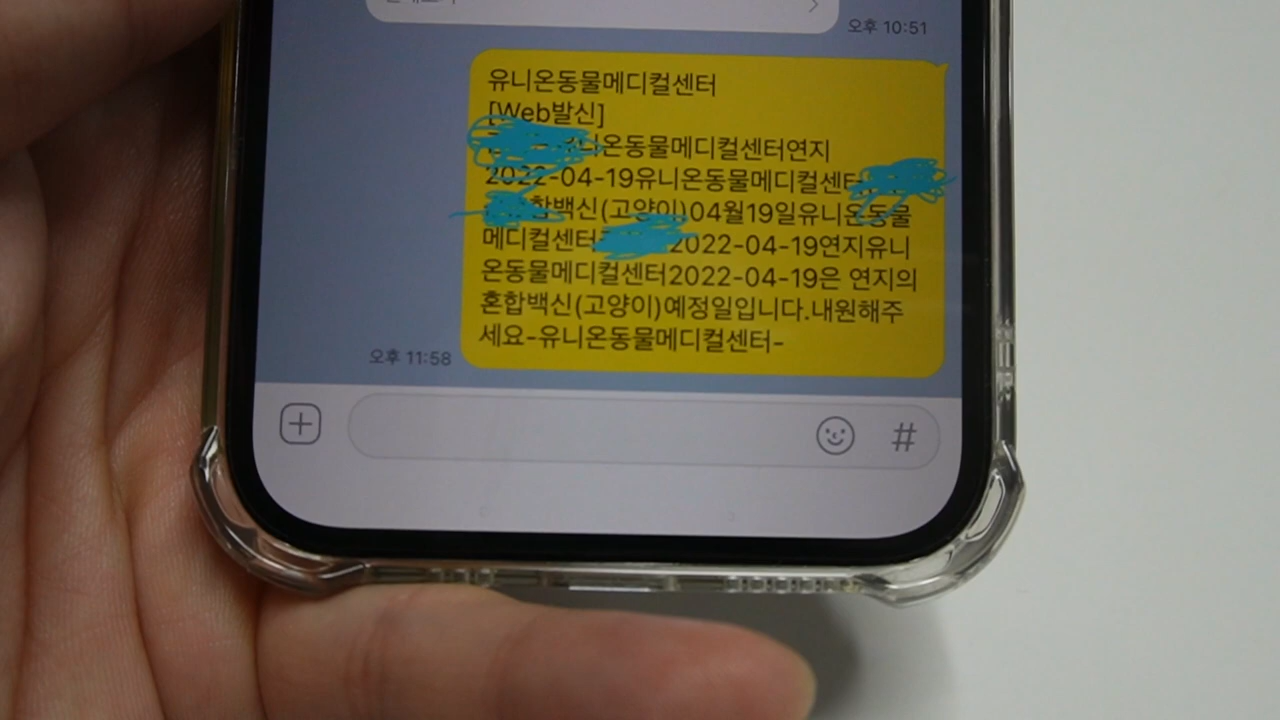 오후 10:51
유니온동물메디컬센터
[Web발신]
온동물메디컬센터연지
2022-04-19유니온동물메디컬센터
합백신(고양이)04월19일유니온동물
메디컬센터 2022-04-19연지유니
온동물메디컬센터2022-04-19은 연지의
혼합백신(고양이)예정일입니다.내원해주
세요-유니온동물메디컬센터-
오후 11:58
#